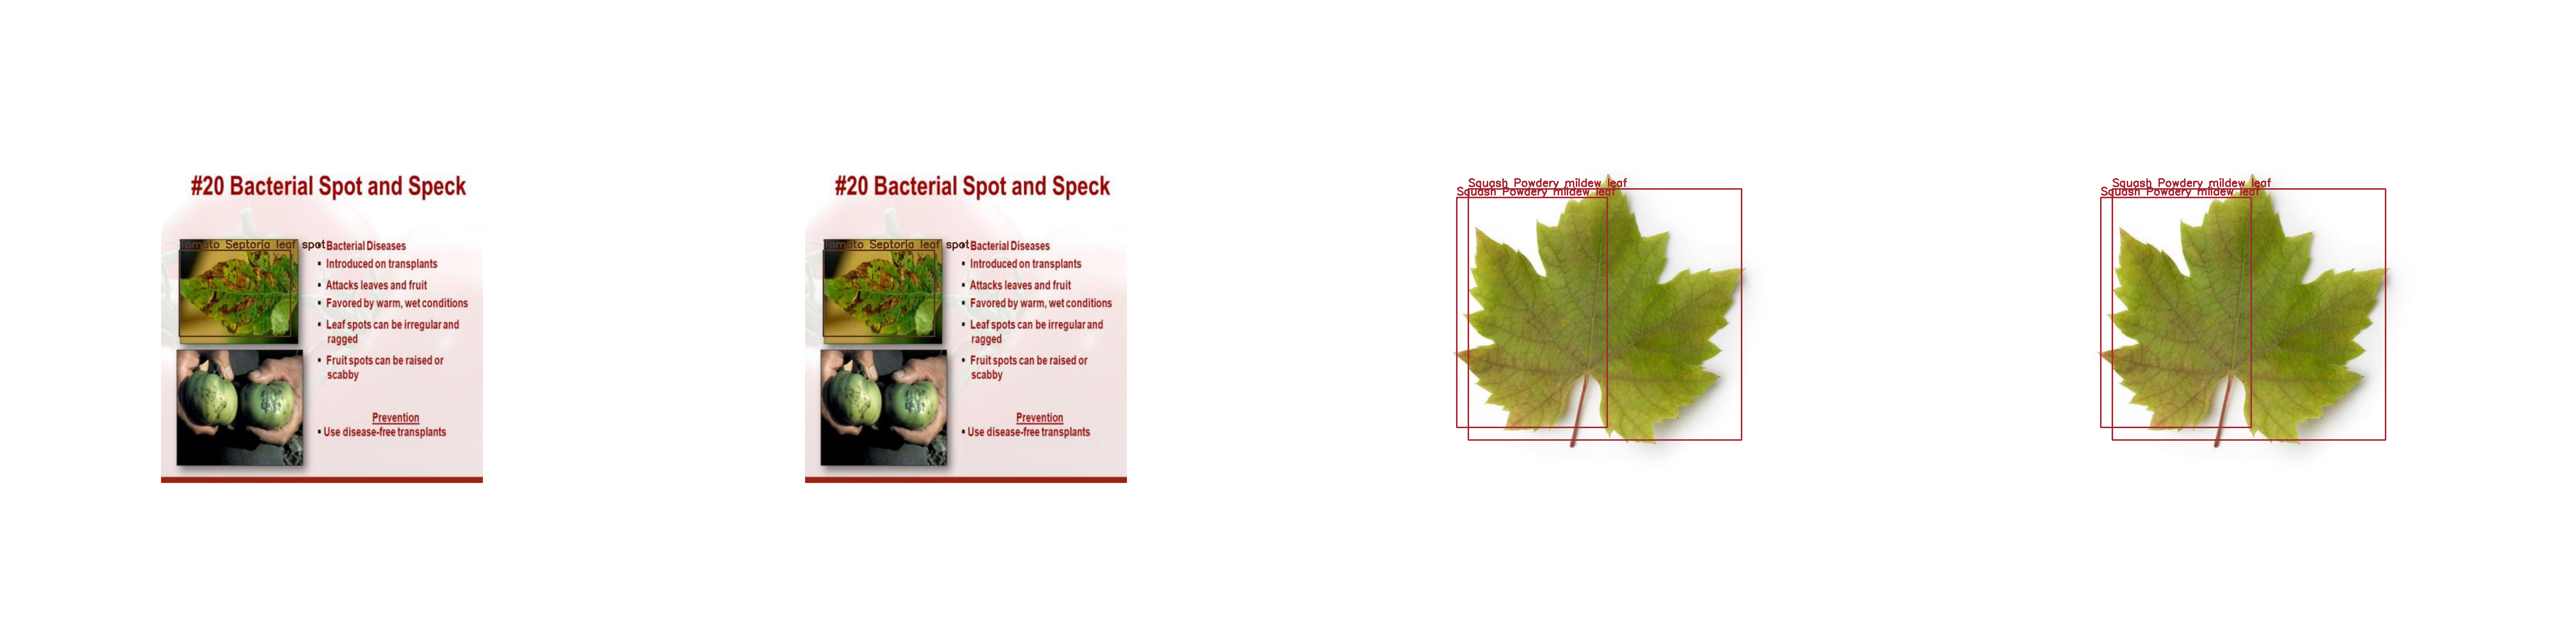 #20 Bacterial Spot and Speck
Tomato Septoria leaf spot
Bacterial Diseases
▪ Introduced on transplants
▪ Attacks leaves and fruit
▪ Favored by warm, wet conditions
▪ Leaf spots can be irregular and
ragged
▪ Fruit spots can be raised or
scabby
Prevention
▪ Use disease-free transplants
#20 Bacterial Spot and Speck
Tomato Septoria leaf spot
Bacterial Diseases
▪ Introduced on transplants
▪ Attacks leaves and fruit
▪ Favored by warm, wet conditions
▪ Leaf spots can be irregular and
ragged
▪ Fruit spots can be raised or
scabby
Prevention
▪ Use disease-free transplants
Squash Powdery mildew leaf
Squash Powdery mildew leaf
Squash Powdery mildew leaf
Squash Powdery mildew leaf